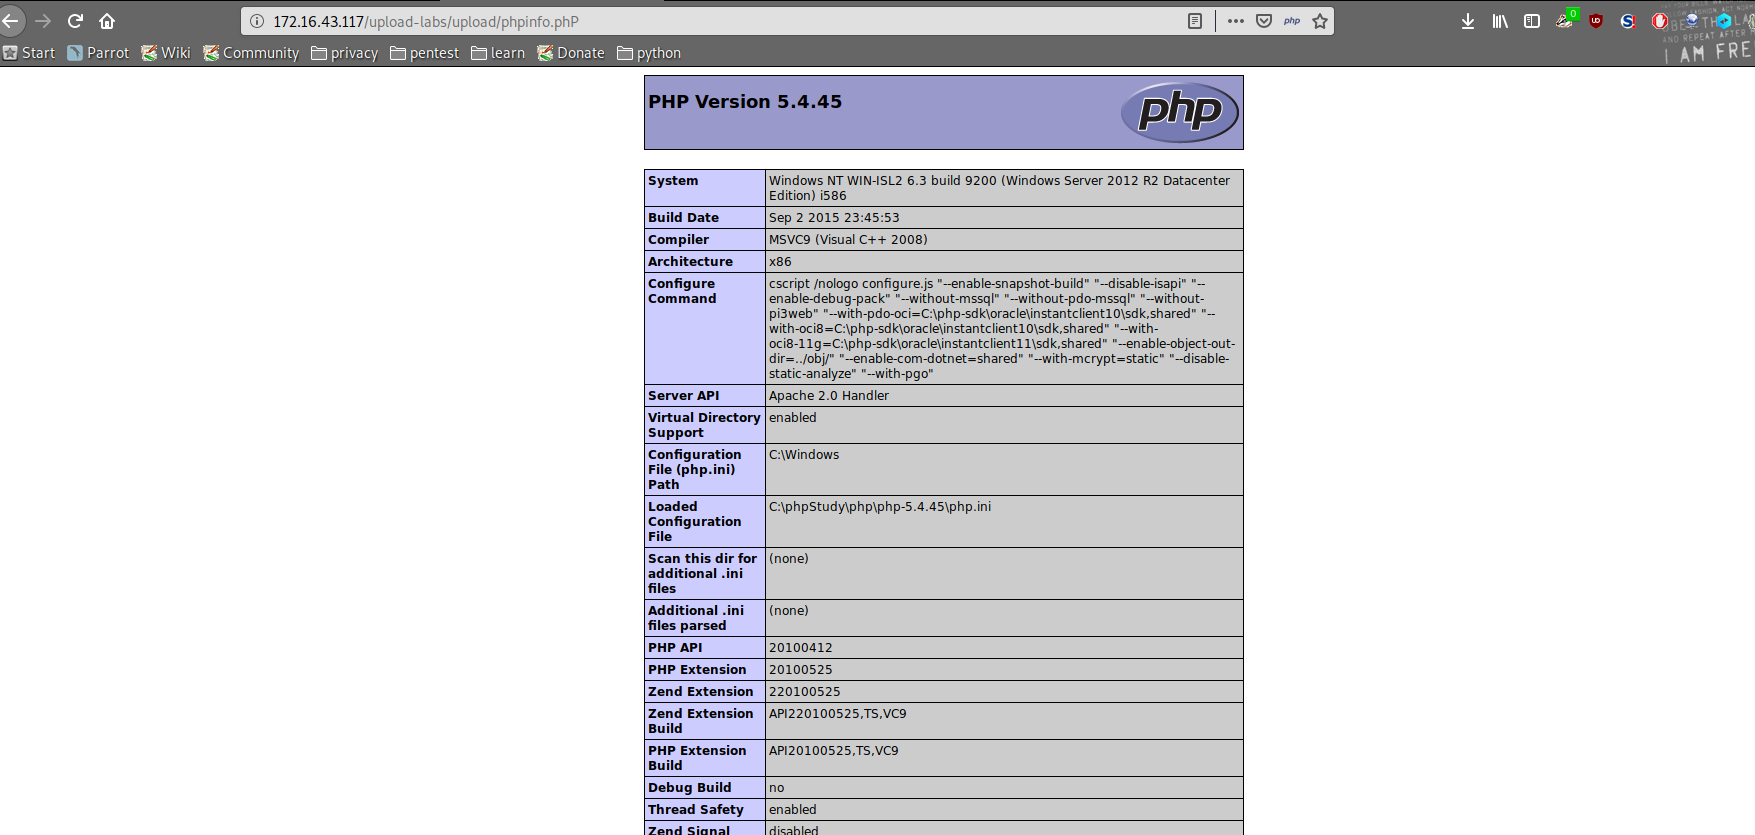 172.16.43.117/upload-labs/upload/phpinfo.phP
php
0
Start
Parrot
Wiki
Community
privacy
pentest
learn
Donate
python
AND REPEAT AFTER
I AM FRE
PHP Version 5.4.45
php
System
Windows NT WIN-ISL2 6.3 build 9200 (Windows Server 2012 R2 Datacenter
Edition) i586
Build Date
Sep 2 2015 23:45:53
Compiler
MSVC9 (Visual C++ 2008)
Architecture
x86
Configure
Command
cscript /nologo configure.js "--enable-snapshot-build" "--disable-isapi" "--
enable-debug-pack" "--without-mssql" "--without-pdo-mssql" "--without-
pi3web" "--with-pdo-oci=C:\php-sdk\oracle\instantclient10\sdk,shared" "--
with-oci8=C:\php-sdk\oracle\instantclient10\sdk,shared" "--with-
oci8-11g=C:\php-sdk\oracle\instantclient11\sdk,shared" "--enable-object-out-
dir=../obj/" "--enable-com-dotnet=shared" "--with-mcrypt=static" "--disable-
static-analyze" "--with-pgo"
Server API
Apache 2.0 Handler
Virtual Directory
Support
enabled
Configuration
File (php.ini)
Path
C:\Windows
Loaded
Configuration
File
C:\phpStudy\php\php-5.4.45\php.ini
Scan this dir for
additional .ini
files
(none)
Additional .ini
files parsed
(none)
PHP API
20100412
PHP Extension
20100525
Zend Extension
220100525
Zend Extension
Build
API220100525,TS,VC9
PHP Extension
Build
API20100525,TS,VC9
Debug Build
no
Thread Safety
enabled
Zend Signal
disabled